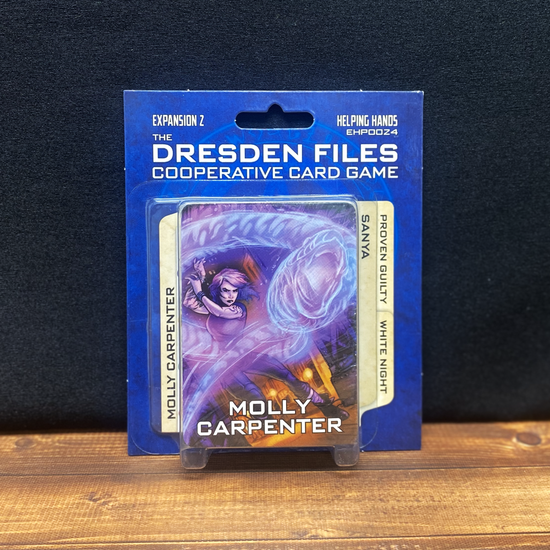 EXPANSION 2
HELPING HANDS
EHP0024
THE
DRESDEN FILES
COOPERATIVE CARD GAME
MOLLY CARPENTER
SANYA
PROVEN GUILTY WHITE NIGHT
MOLLY
CARPENTER